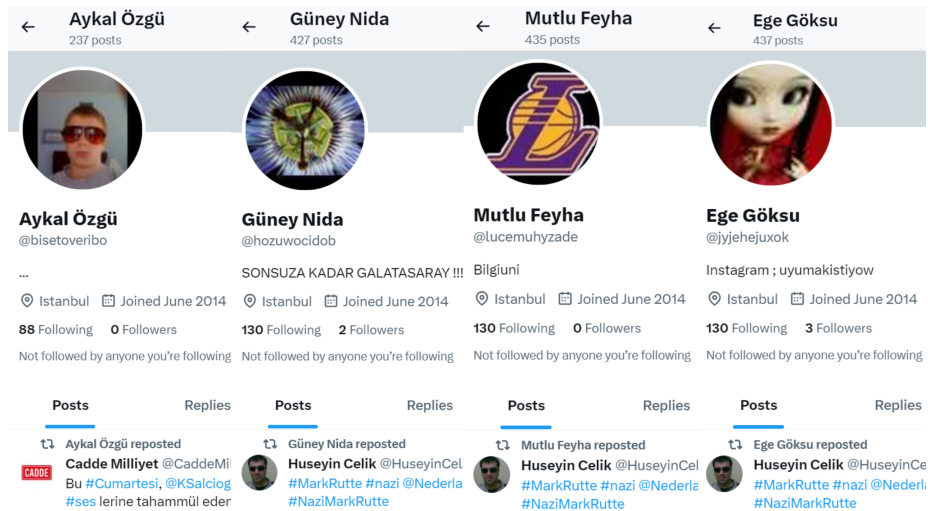 Aykal Özgü
237 posts
Aykal Özgü
@bisetoveribo
...
Istanbul Joined June 2014
88 Following 0 Followers
Not followed by anyone you're following
Posts Replies
Aykal Özgü reposted
Cadde Milliyet @CaddeMil
CADDE
Bu #Cumartesi, @KSalciog
#ses lerine tahammül eden
Güney Nida
427 posts
Güney Nida
@hozuwocidob
SONSUZA KADAR GALATASARAY !!!
Istanbul Joined June 2014
130 Following 2 Followers
Not followed by anyone you're following
Posts Replies
Güney Nida reposted
Huseyin Celik @HuseyinCel
#MarkRutte #nazi @Nederla
#NaziMarkRutte
Mutlu Feyha
435 posts
L
Mutlu Feyha
@lucemuhyzade
Bilgiuni
Istanbul Joined June 2014
130 Following 0 Followers
Not followed by anyone you're following
Posts Replies
Mutlu Feyha reposted
Huseyin Celik @HuseyinCel
#MarkRutte #nazi @Nederla
#NaziMarkRutte
Ege Göksu
437 posts
Ege Göksu
@jyjehejuxok
Instagram ; uyumakistiyow
Istanbul Joined June 2014
130 Following 3 Followers
Not followed by anyone you're following
Posts Replies
Ege Göksu reposted
Huseyin Celik @HuseyinCe
#MarkRutte #nazi @Nederla
#NaziMarkRutte